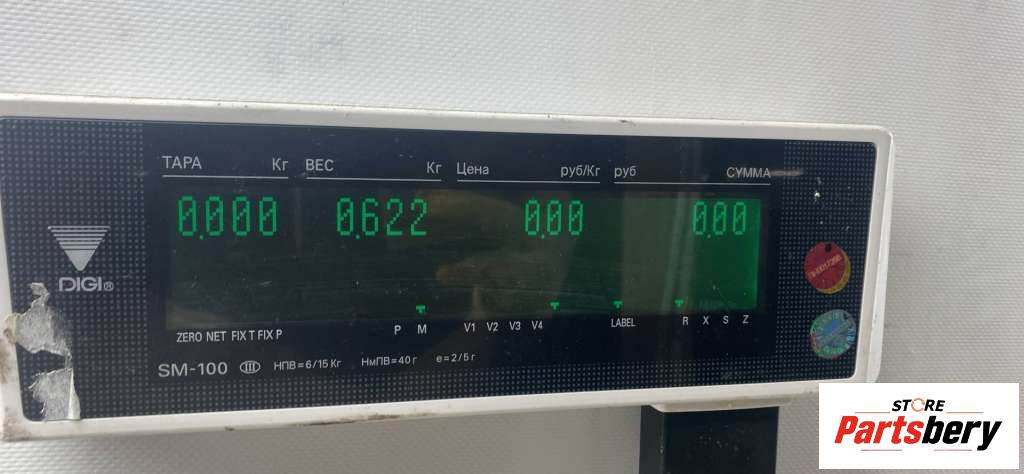 ТАРА Кг ВЕС Кг Цена руб/Кг руб СУММА
0.000 0.622 0.00 0.00
DIGI®
ZERO NET FIX T FIX P P M V1 V2 V3 V4 LABEL R X S Z
SM-100 III НПВ=6/15 Кг НмПВ=40 г e=2/5 г
STORE
Partsbery